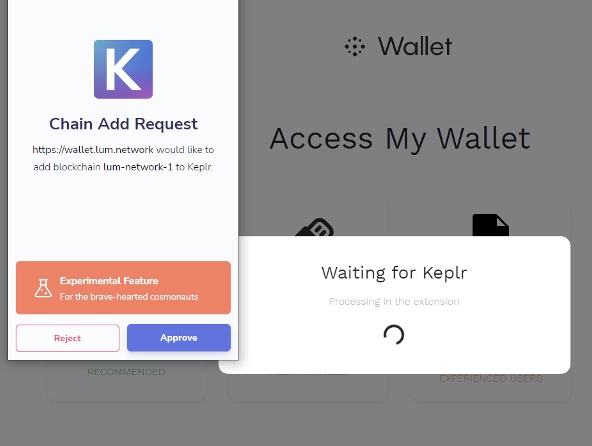 K
Chain Add Request
https://wallet.lum.network would like to
add blockchain lum-network-1 to Keplr.
Experimental Feature
For the brave-hearted cosmonauts
Reject
Approve
Wallet
Access My Wallet
Waiting for Keplr
Processing in the extension
RECOMMENDED
EXPERIENCED USERS